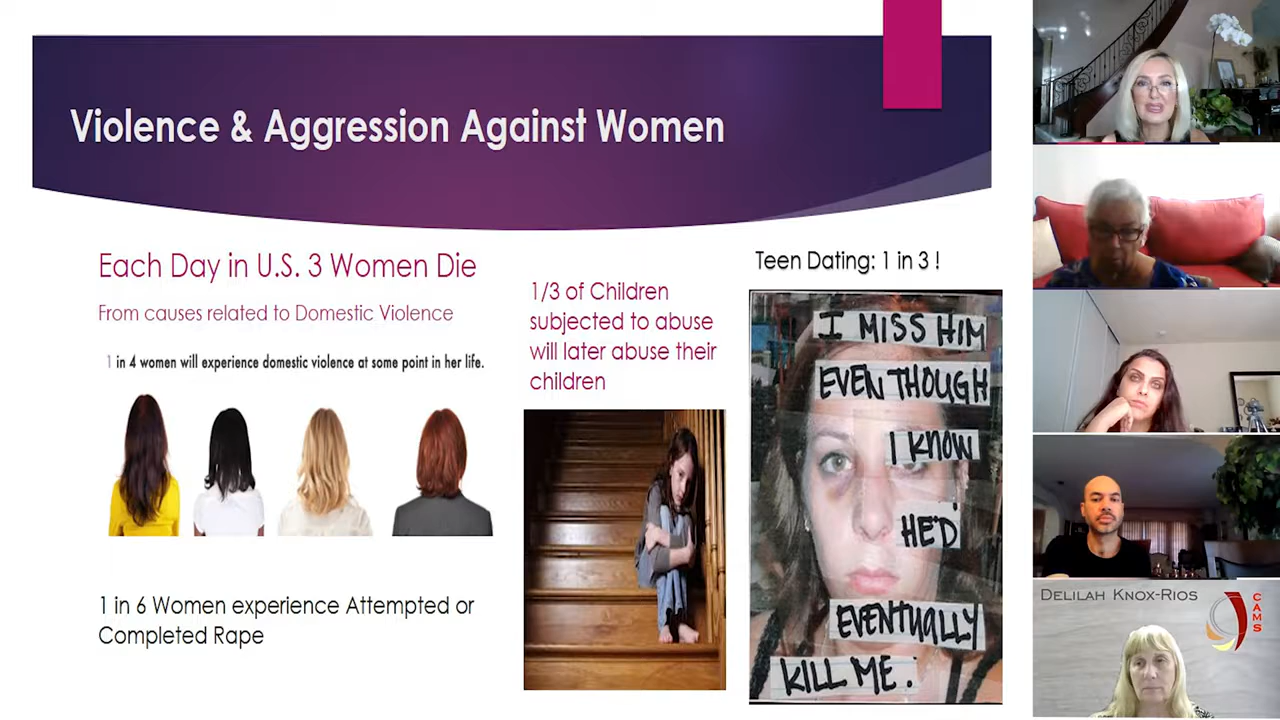 Violence & Aggression Against Women
Each Day in U.S. 3 Women Die
From causes related to Domestic Violence
1 in 4 women will experience domestic violence at some point in her life.
1 in 6 Women experience Attempted or
Completed Rape
1/3 of Children
subjected to abuse
will later abuse their
children
Teen Dating: 1 in 3 !
I MISS HIM
EVEN THOUGH
I KNOW
HE'D
EVENTUALLY
KILL ME.
DELILAH KNOX-RIOS
CAMS